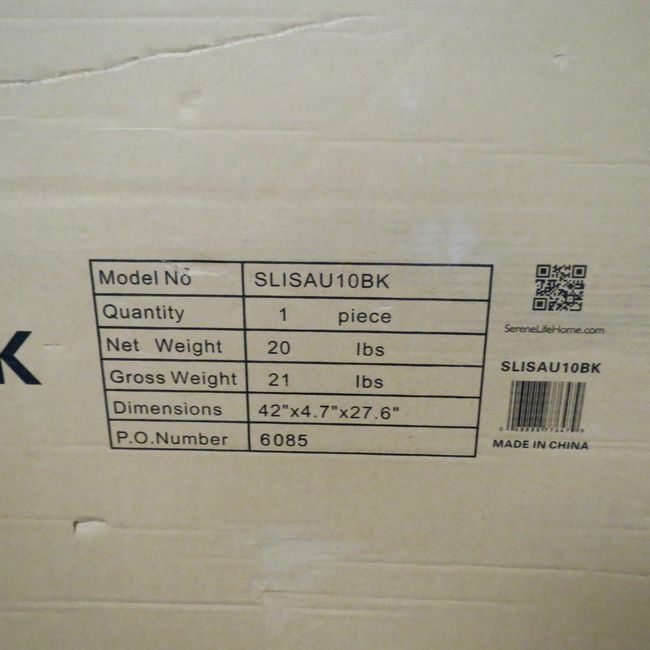 K
Model No SLISAU10BK
Quantity 1 piece
Net Weight 20 lbs
Gross Weight 21 lbs
Dimensions 42"x4.7"x27.6"
P.O.Number 6085
SereneLifeHome.com
SLISAU10BK
MADE IN CHINA